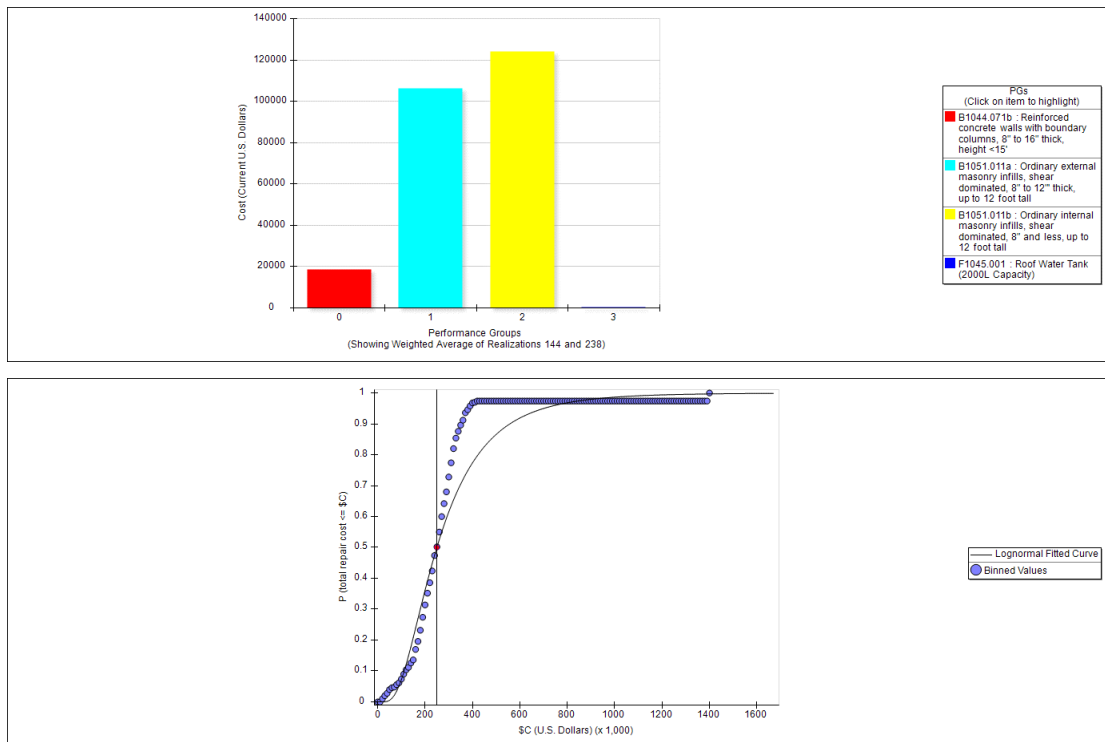 140000
120000
100000
80000
60000
40000
20000
0
Cost (Current U.S. Dollars)
0 1 2 3
Performance Groups
(Showing Weighted Average of Realizations 144 and 238)
PGs
(Click on item to highlight)
B1044.071b : Reinforced
concrete walls with boundary
columns, 8" to 16" thick,
height <15'
B1051.011a : Ordinary external
masonry infills, shear
dominated, 8" to 12"' thick,
up to 12 foot tall
B1051.011b : Ordinary internal
masonry infills, shear
dominated, 8" and less, up to
12 foot tall
F1045.001 : Roof Water Tank
(2000L Capacity)
1
0.9
0.8
0.7
0.6
0.5
0.4
0.3
0.2
0.1
0
P (total repair cost <= $C)
0 200 400 600 800 1000 1200 1400 1600
$C (U.S. Dollars) (x 1,000)
Lognormal Fitted Curve
Binned Values